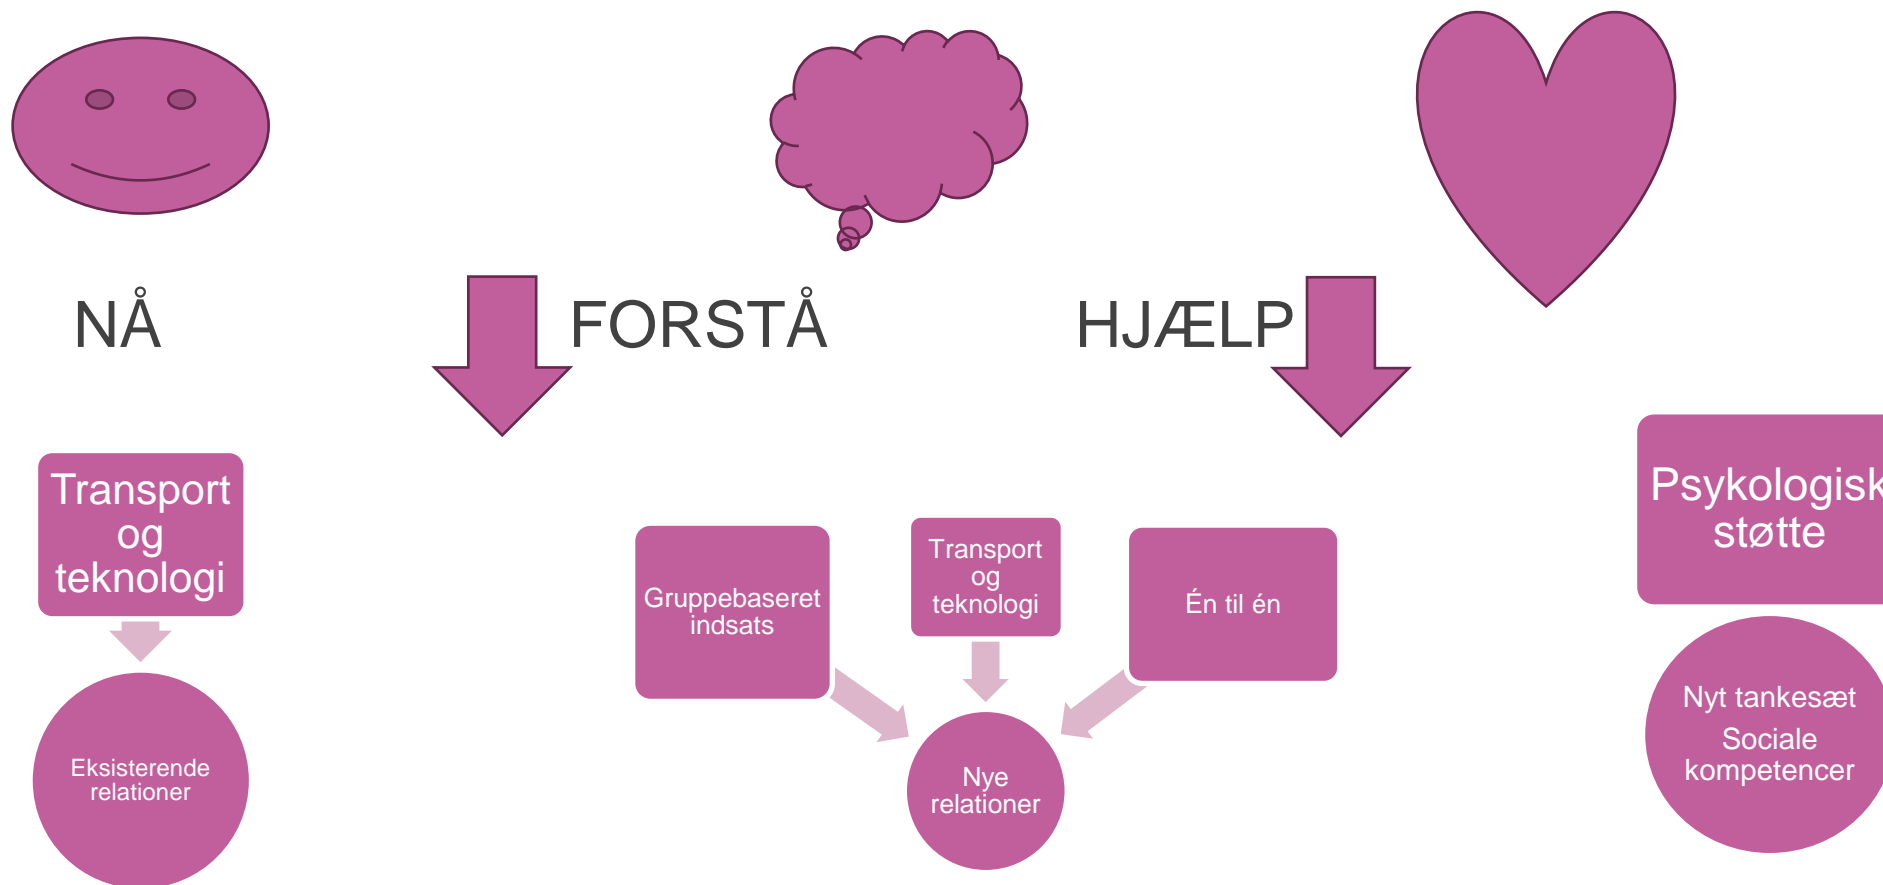 NÅ
FORSTÅ
HJÆLP
Transport
og
teknologi
Eksisterende
relationer
Gruppebaseret
indsats
Transport
og
teknologi
Én til én
Nye
relationer
Psykologisk
støtte
Nyt tankesæt
Sociale
kompetencer